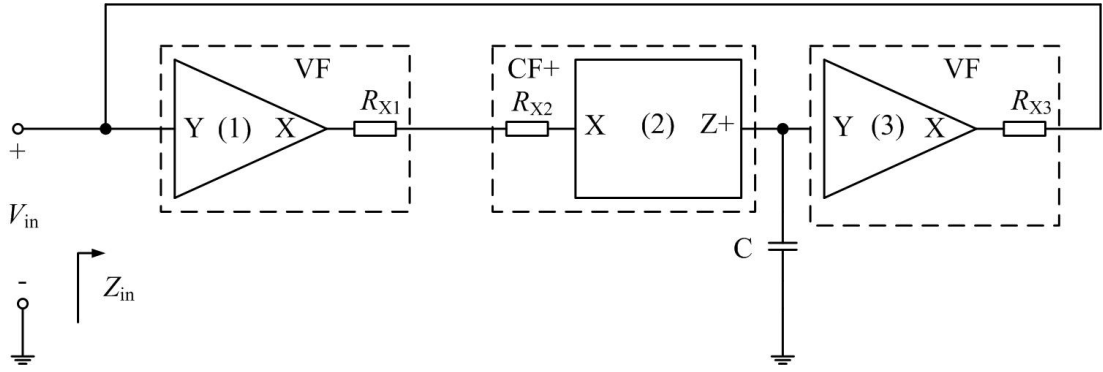 VF
CF+
VF
R_X1
R_X2
R_X3
Y (1) X
X (2) Z+
Y (3) X
+
V_in
C
-
Z_in